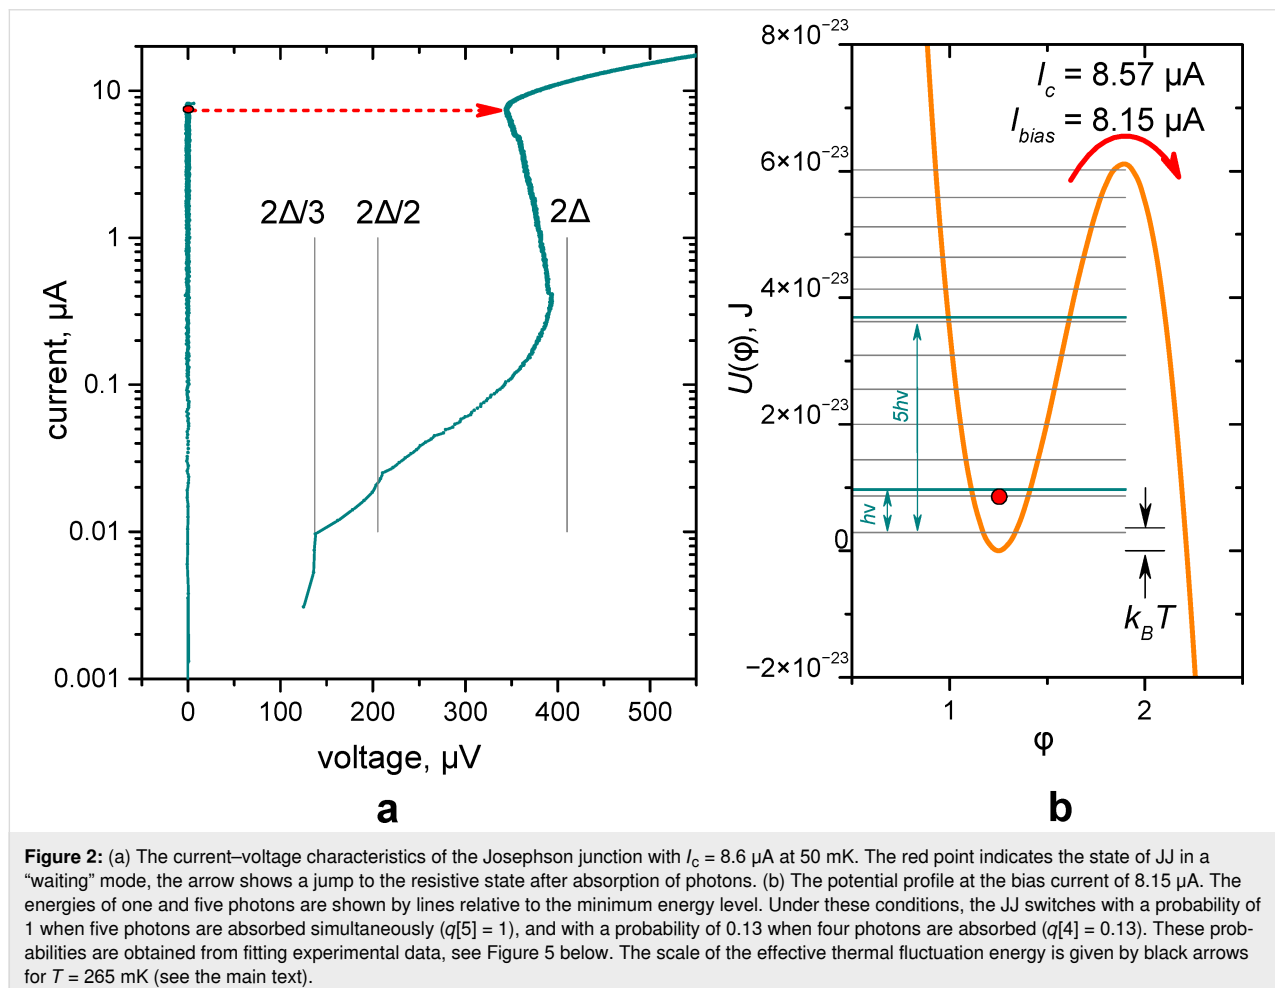 10
1
0.1
0.01
0.001
current, µA
2Δ/3
2Δ/2
2Δ
0
100
200
300
400
500
voltage, µV
a
8×10⁻²³
6×10⁻²³
4×10⁻²³
2×10⁻²³
0
−2×10⁻²³
U(φ), J
I_c = 8.57 µA
I_bias = 8.15 µA
5hν
hν
k_B T
1
2
φ
b
Figure 2: (a) The current–voltage characteristics of the Josephson junction with I_c = 8.6 µA at 50 mK. The red point indicates the state of JJ in a
“waiting” mode, the arrow shows a jump to the resistive state after absorption of photons. (b) The potential profile at the bias current of 8.15 µA. The
energies of one and five photons are shown by lines relative to the minimum energy level. Under these conditions, the JJ switches with a probability of
1 when five photons are absorbed simultaneously (q[5] = 1), and with a probability of 0.13 when four photons are absorbed (q[4] = 0.13). These prob-
abilities are obtained from fitting experimental data, see Figure 5 below. The scale of the effective thermal fluctuation energy is given by black arrows
for T = 265 mK (see the main text).